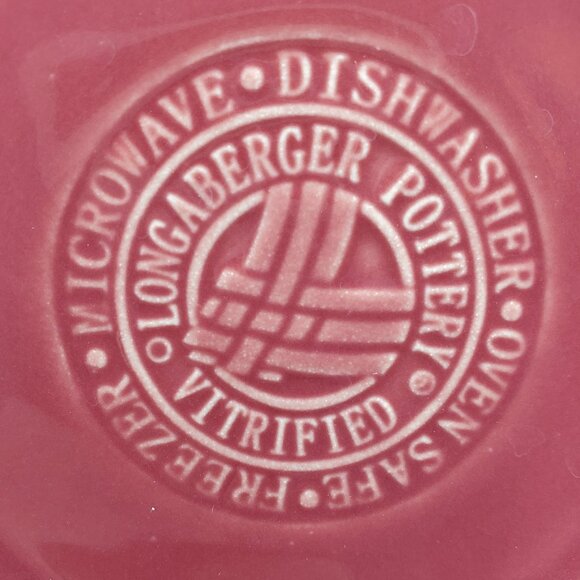 MICROWAVE • DISHWASHER • OVEN SAFE • FREEZER •
LONGABERGER POTTERY ®
VITRIFIED